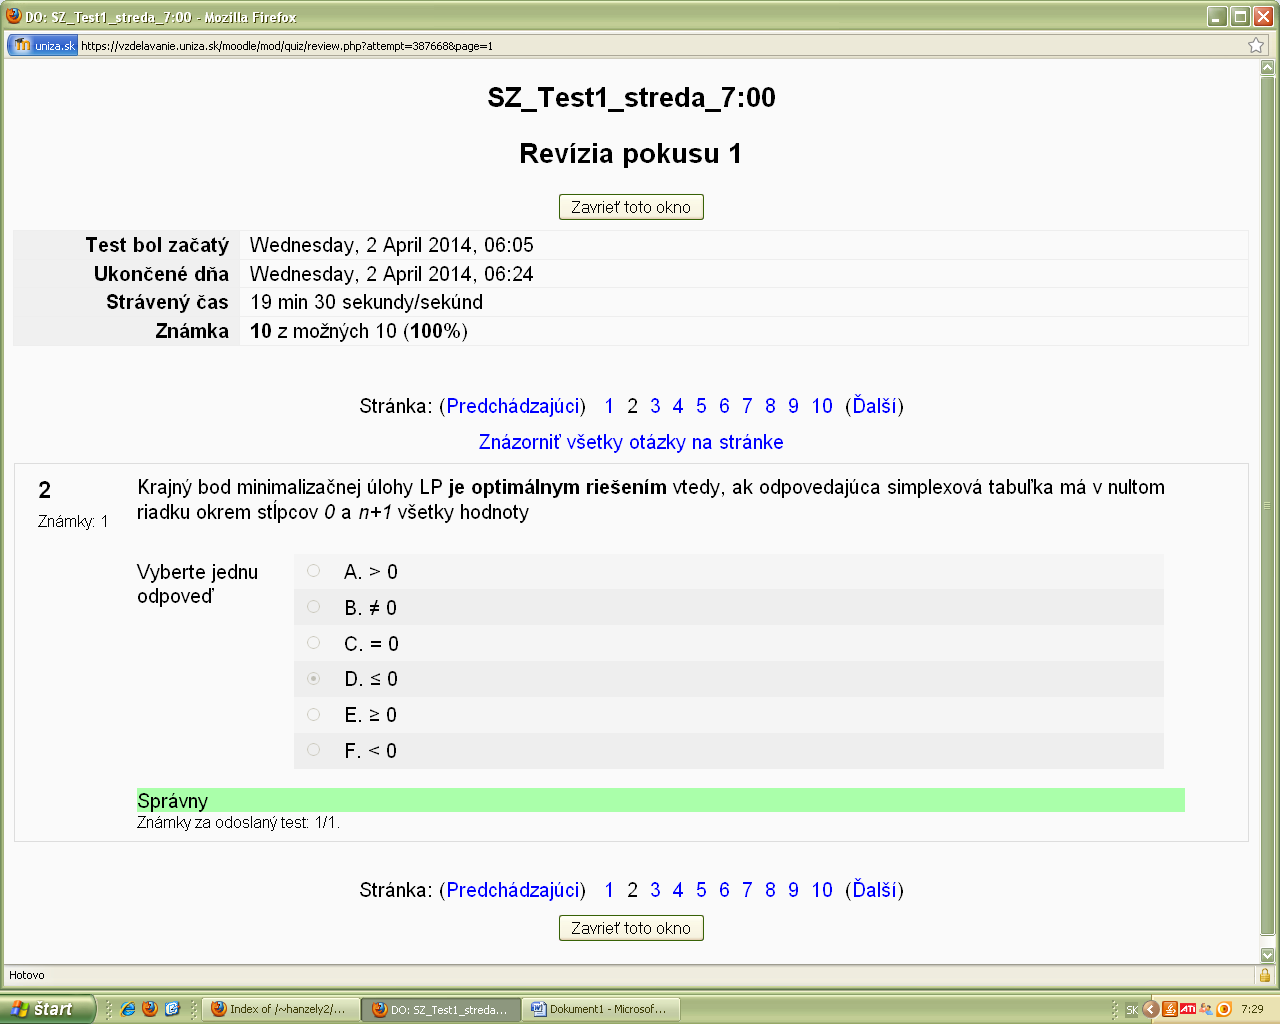 DO: SZ_Test1_streda_7:00 - Mozilla Firefox
uniza.sk https://vzdelavanie.uniza.sk/moodle/mod/quiz/review.php?attempt=387668&page=1
SZ_Test1_streda_7:00
Revízia pokusu 1
Zavrieť toto okno
Test bol začatý Wednesday, 2 April 2014, 06:05
Ukončené dňa Wednesday, 2 April 2014, 06:24
Strávený čas 19 min 30 sekundy/sekúnd
Známka 10 z možných 10 (100%)
Stránka: (Predchádzajúci) 1 2 3 4 5 6 7 8 9 10 (Ďalší)
Znázorniť všetky otázky na stránke
2
Známky: 1
Krajný bod minimalizačnej úlohy LP je optimálnym riešením vtedy, ak odpovedajúca simplexová tabuľka má v nultom
riadku okrem stĺpcov 0 a n+1 všetky hodnoty
Vyberte jednu
odpoveď
A. > 0
B. ≠ 0
C. = 0
D. ≤ 0
E. ≥ 0
F. < 0
Správny
Známky za odoslaný test: 1/1.
Stránka: (Predchádzajúci) 1 2 3 4 5 6 7 8 9 10 (Ďalší)
Zavrieť toto okno
Hotovo
štart Index of /~hanzely2/... DO: SZ_Test1_streda... Dokument1 - Microsof... SK ATI 7:29